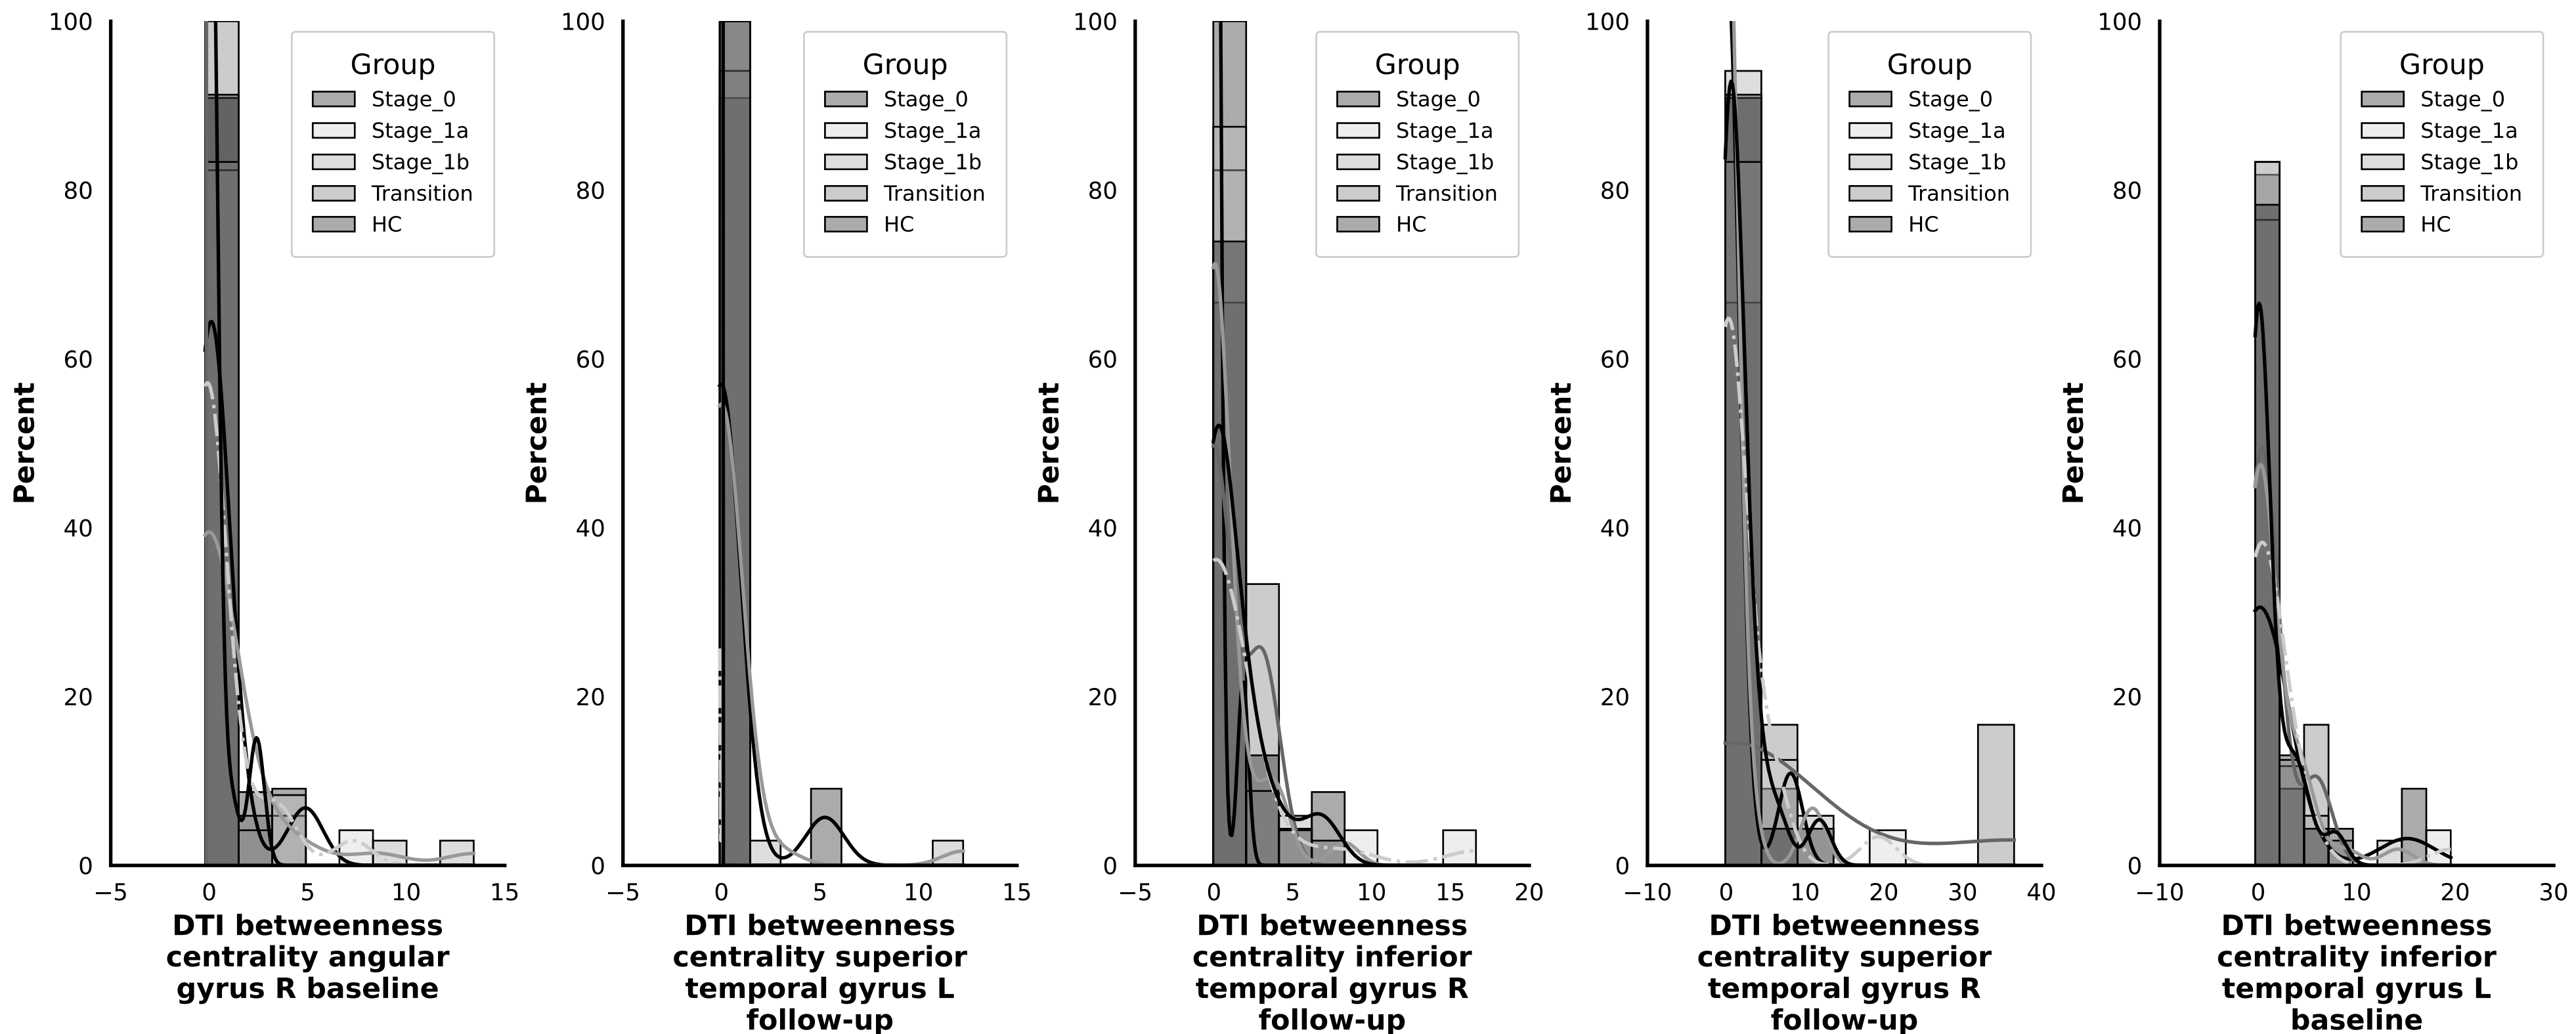 100
80
60
40
20
0
Percent
Group
Stage_0
Stage_1a
Stage_1b
Transition
HC
−5 0 5 10 15
DTI betweenness
centrality angular
gyrus R baseline
100
80
60
40
20
0
Percent
Group
Stage_0
Stage_1a
Stage_1b
Transition
HC
−5 0 5 10 15
DTI betweenness
centrality superior
temporal gyrus L
follow-up
100
80
60
40
20
0
Percent
Group
Stage_0
Stage_1a
Stage_1b
Transition
HC
−5 0 5 10 15 20
DTI betweenness
centrality inferior
temporal gyrus R
follow-up
100
80
60
40
20
0
Percent
Group
Stage_0
Stage_1a
Stage_1b
Transition
HC
−10 0 10 20 30 40
DTI betweenness
centrality superior
temporal gyrus R
follow-up
100
80
60
40
20
0
Percent
Group
Stage_0
Stage_1a
Stage_1b
Transition
HC
−10 0 10 20 30
DTI betweenness
centrality inferior
temporal gyrus L
baseline